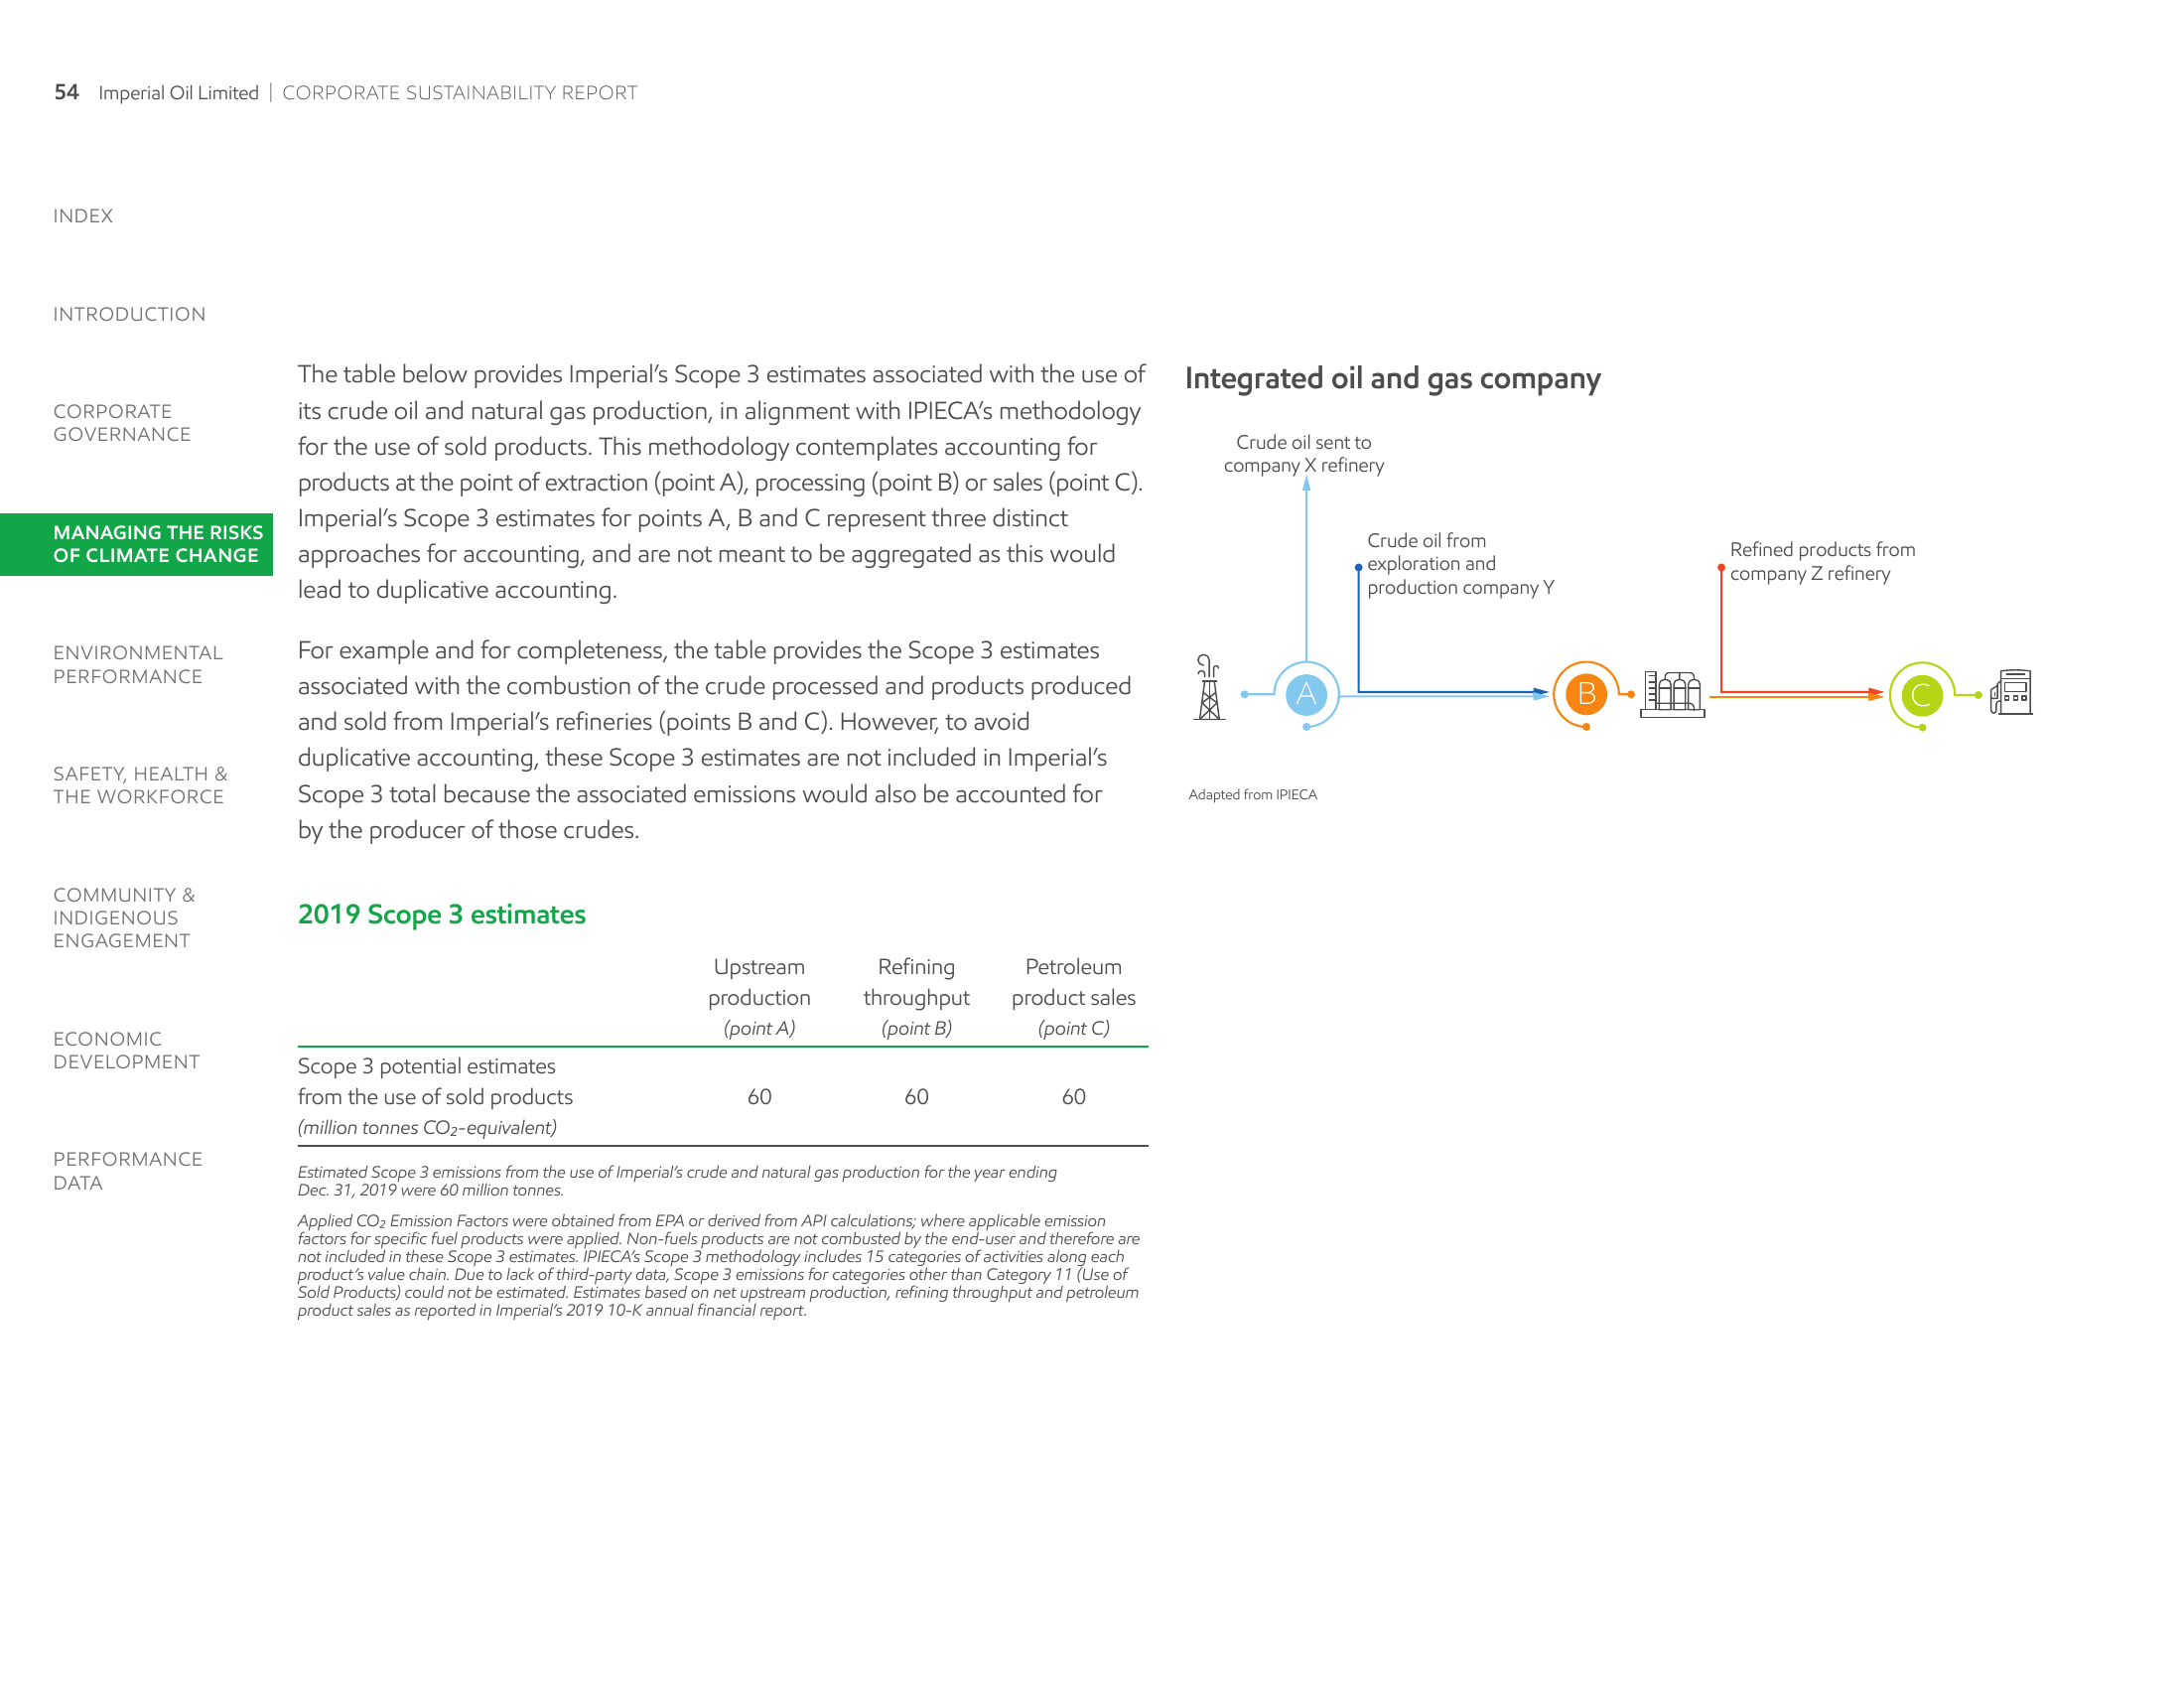 54 Imperial Oil Limited | CORPORATE SUSTAINABILITY REPORT
INDEX
INTRODUCTION
CORPORATE
GOVERNANCE
MANAGING THE RISKS
OF CLIMATE CHANGE
ENVIRONMENTAL
PERFORMANCE
SAFETY, HEALTH &
THE WORKFORCE
COMMUNITY &
INDIGENOUS
ENGAGEMENT
ECONOMIC
DEVELOPMENT
PERFORMANCE
DATA
The table below provides Imperial’s Scope 3 estimates associated with the use of
its crude oil and natural gas production, in alignment with IPIECA’s methodology
for the use of sold products. This methodology contemplates accounting for
products at the point of extraction (point A), processing (point B) or sales (point C).
Imperial’s Scope 3 estimates for points A, B and C represent three distinct
approaches for accounting, and are not meant to be aggregated as this would
lead to duplicative accounting.
For example and for completeness, the table provides the Scope 3 estimates
associated with the combustion of the crude processed and products produced
and sold from Imperial’s refineries (points B and C). However, to avoid
duplicative accounting, these Scope 3 estimates are not included in Imperial’s
Scope 3 total because the associated emissions would also be accounted for
by the producer of those crudes.
2019 Scope 3 estimates
Upstream Refining Petroleum
production throughput product sales
(point A) (point B) (point C)
Scope 3 potential estimates
from the use of sold products 60 60 60
(million tonnes CO₂-equivalent)
Estimated Scope 3 emissions from the use of Imperial’s crude and natural gas production for the year ending
Dec. 31, 2019 were 60 million tonnes.
Applied CO₂ Emission Factors were obtained from EPA or derived from API calculations; where applicable emission
factors for specific fuel products were applied. Non-fuels products are not combusted by the end-user and therefore are
not included in these Scope 3 estimates. IPIECA’s Scope 3 methodology includes 15 categories of activities along each
product’s value chain. Due to lack of third-party data, Scope 3 emissions for categories other than Category 11 (Use of
Sold Products) could not be estimated. Estimates based on net upstream production, refining throughput and petroleum
product sales as reported in Imperial’s 2019 10-K annual financial report.
Integrated oil and gas company
Crude oil sent to
company X refinery
Crude oil from
exploration and
production company Y
Refined products from
company Z refinery
A B C
Adapted from IPIECA